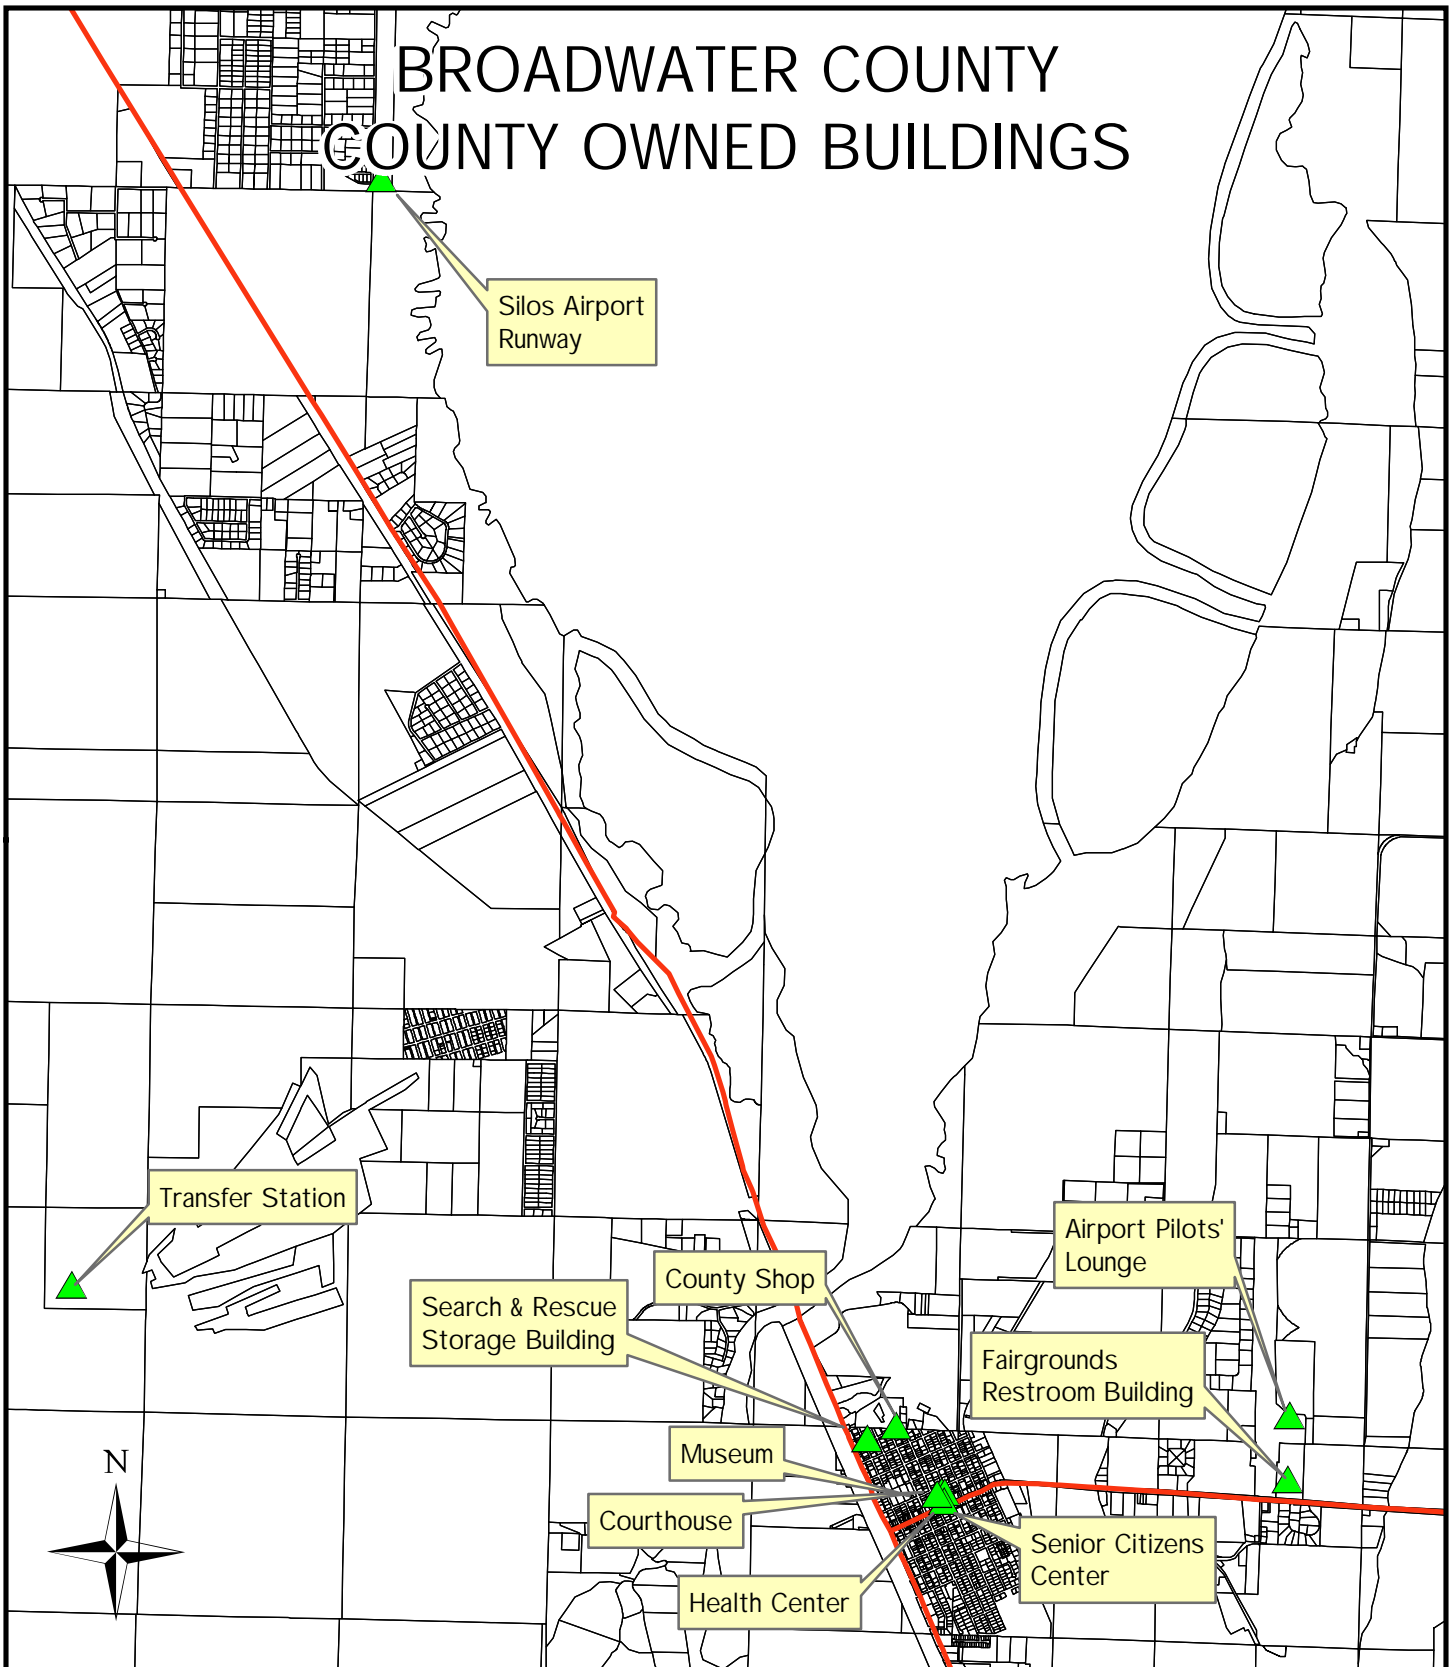 BROADWATER COUNTY
COUNTY OWNED BUILDINGS
Silos Airport
Runway
Transfer Station
Airport Pilots'
Lounge
County Shop
Search & Rescue
Storage Building
Fairgrounds
Restroom Building
Museum
Courthouse
Senior Citizens
Center
Health Center
N